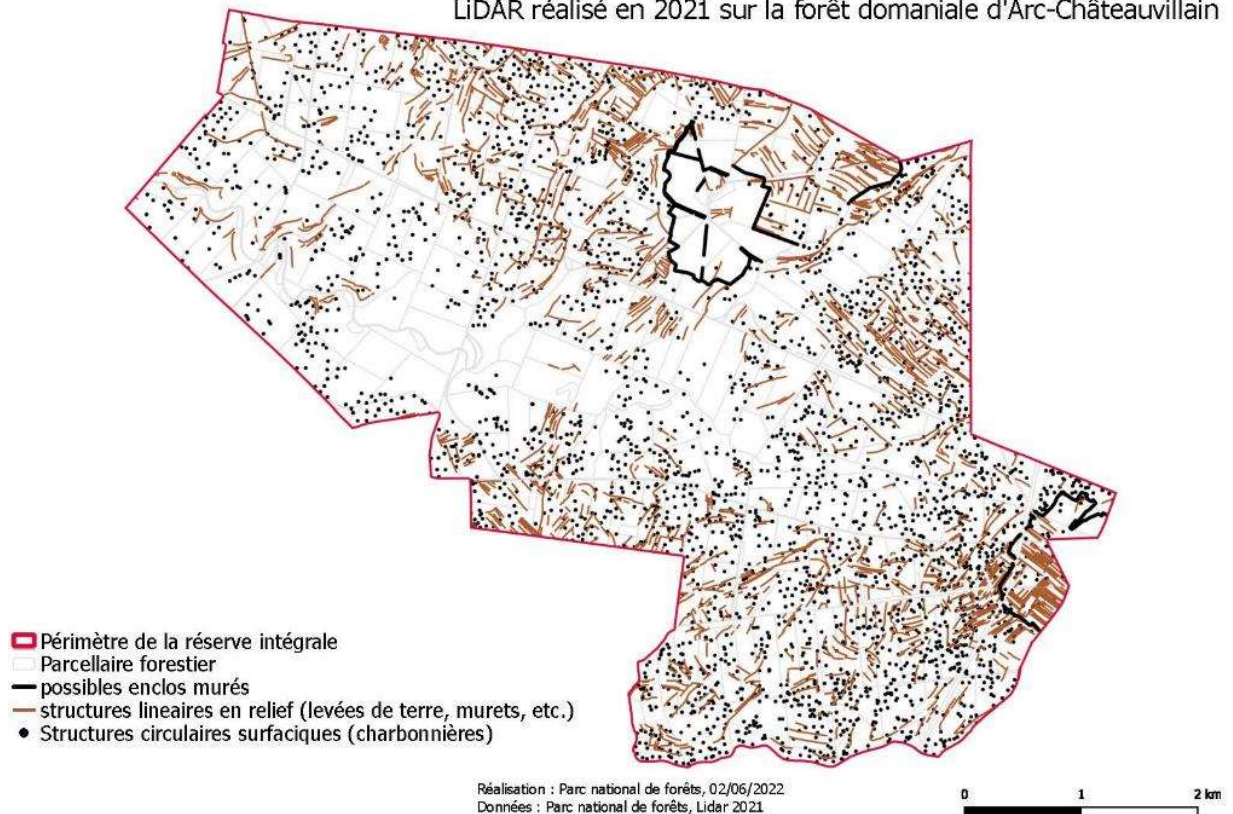 LiDAR réalisé en 2021 sur la forêt domaniale d'Arc-Châteauvillain
Périmètre de la réserve intégrale
Parcellaire forestier
possibles enclos murés
structures lineaires en relief (levées de terre, murets, etc.)
Structures circulaires surfaciques (charbonnières)
Réalisation : Parc national de forêts, 02/06/2022
Données : Parc national de forêts, Lidar 2021
0 1 2 km